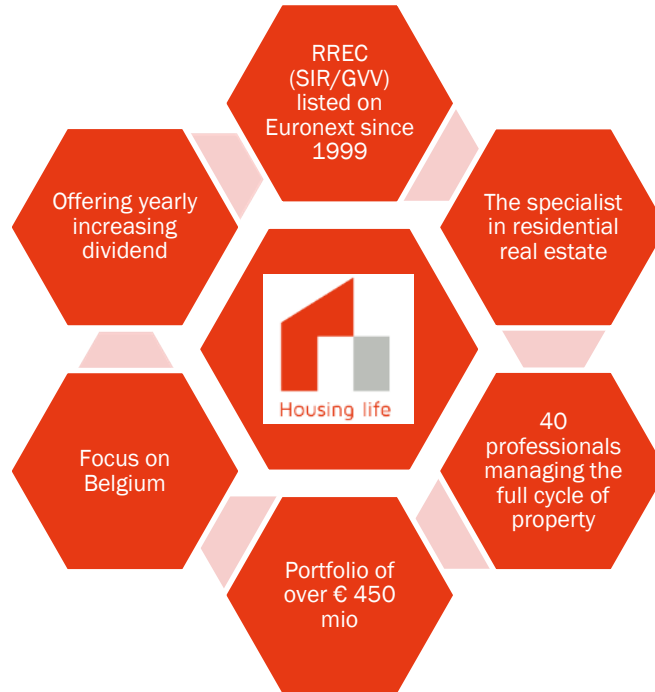 RREC
(SIR/GVV)
listed on
Euronext since
1999
The specialist
in residential
real estate
40
professionals
managing the
full cycle of
property
Portfolio of
over € 450
mio
Focus on
Belgium
Offering yearly
increasing
dividend
Housing life